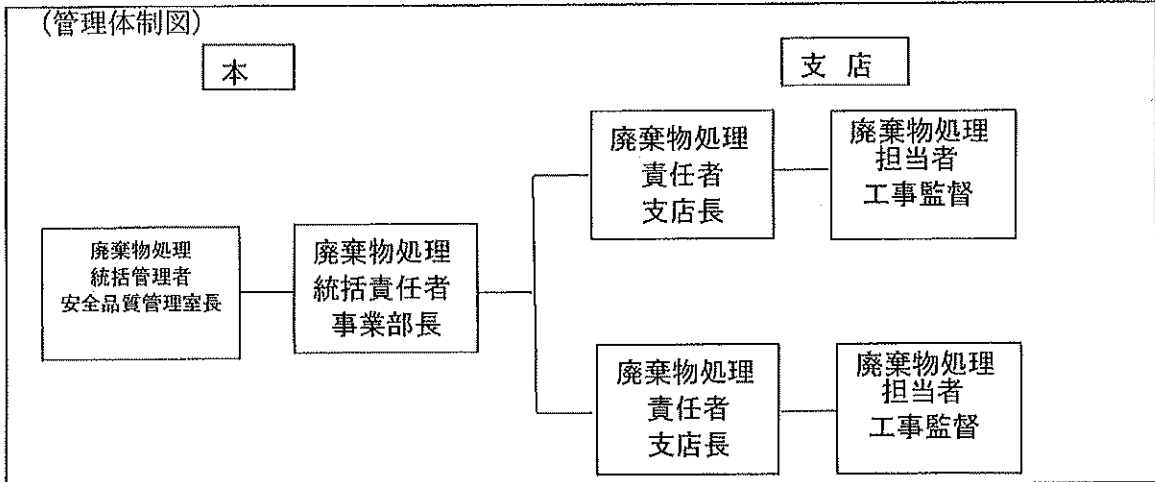 (管理体制図)
本
支 店
廃棄物処理
統括管理者
安全品質管理室長
廃棄物処理
統括責任者
事業部長
廃棄物処理
責任者
支店長
廃棄物処理
担当者
工事監督
廃棄物処理
責任者
支店長
廃棄物処理
担当者
工事監督